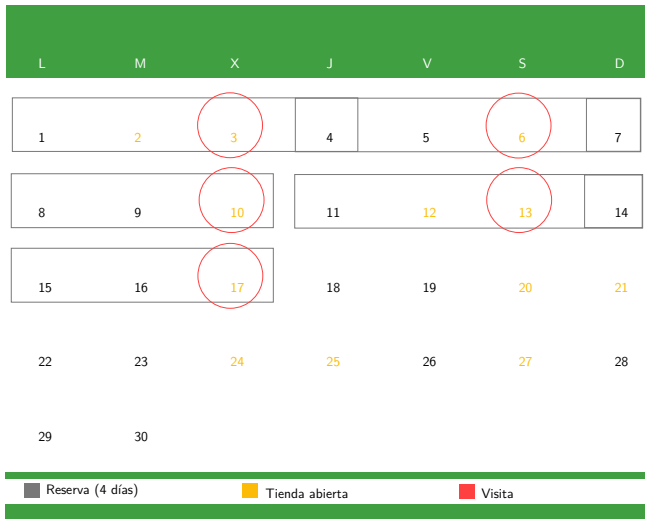 L M X J V S D
1 2 3 4 5 6 7
8 9 10 11 12 13 14
15 16 17 18 19 20 21
22 23 24 25 26 27 28
29 30
Reserva (4 días) Tienda abierta Visita